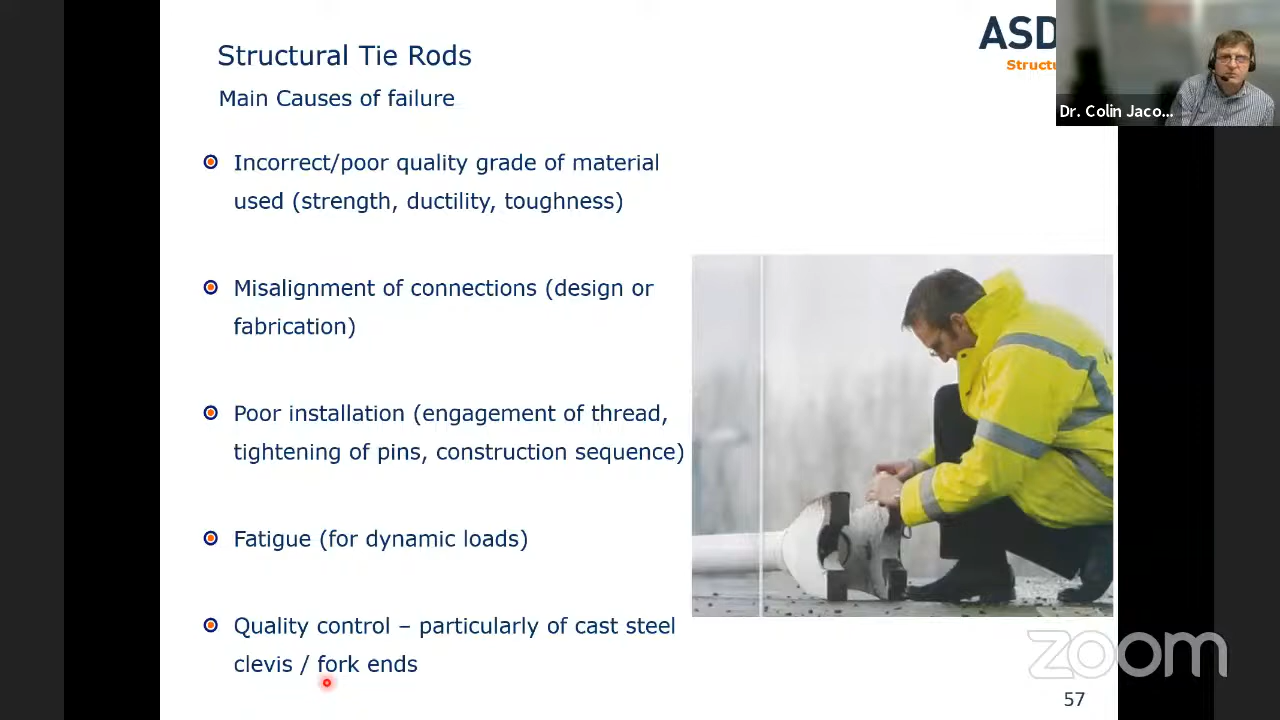 Structural Tie Rods
Main Causes of failure
ASD
Structu
Dr. Colin Jaco...
Incorrect/poor quality grade of material
used (strength, ductility, toughness)
Misalignment of connections (design or
fabrication)
Poor installation (engagement of thread,
tightening of pins, construction sequence)
Fatigue (for dynamic loads)
Quality control – particularly of cast steel
clevis / fork ends
zoom
57